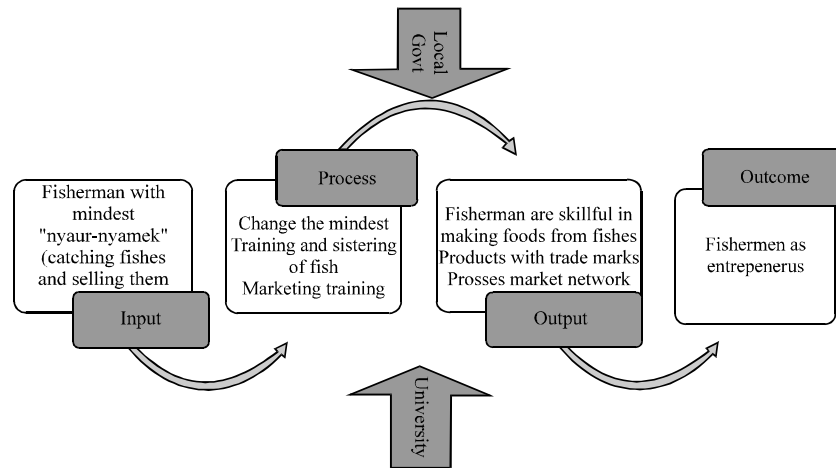 Local
Govt
Process
Outcome
Fisherman with
mindest
"nyaur-nyamek"
(catching fishes
and selling them
Input
Change the mindest
Training and sistering
of fish
Marketing training
Fisherman are skillful in
making foods from fishes
Products with trade marks
Prosses market network
Output
Fishermen as
entrepenerus
University